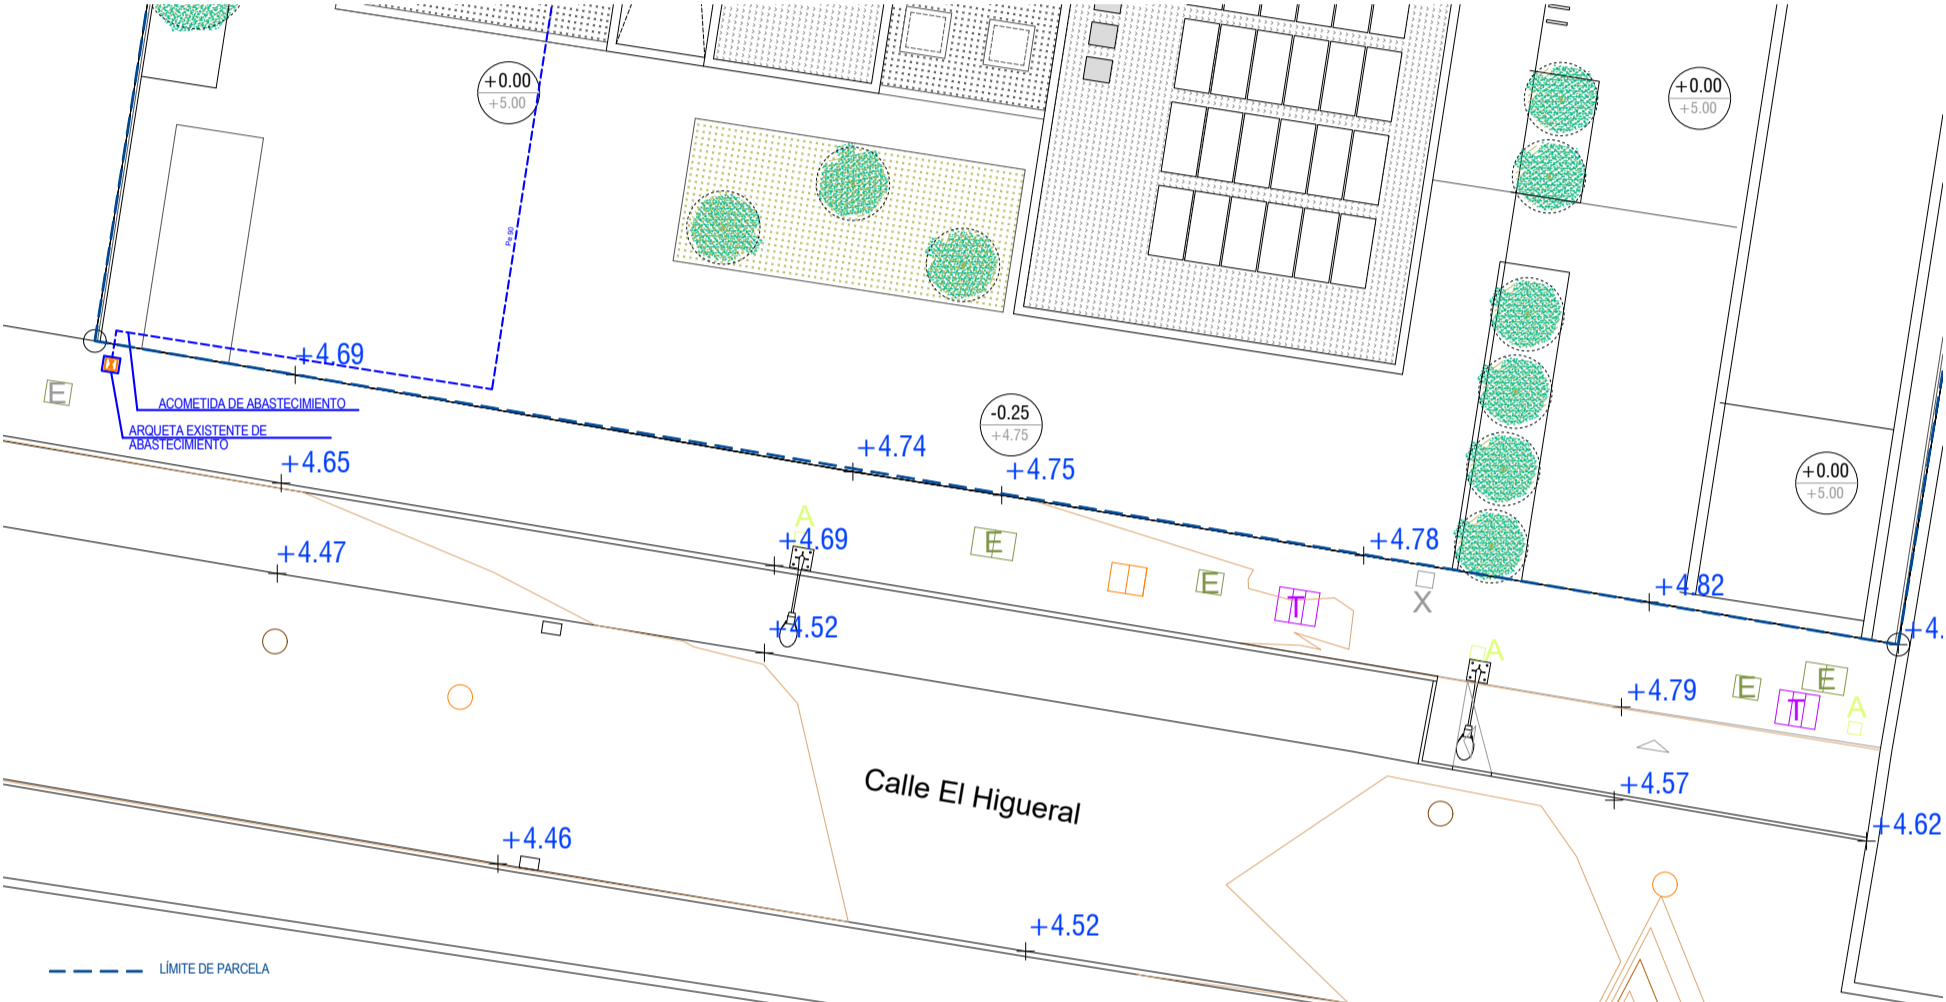 +0.00
+5.00
+0.00
+5.00
Pe 90
+4.69
ACOMETIDA DE ABASTECIMIENTO
ARQUETA EXISTENTE DE
ABASTECIMIENTO
E
+4.65
-0.25
+4.75
+4.74
+4.75
+0.00
+5.00
A
+4.69
E
+4.78
+4.47
E
T
X
+4.82
+4.
+4.52
A
+4.79
E
E
T
A
Calle El Higueral
+4.57
+4.46
+4.62
+4.52
LÍMITE DE PARCELA